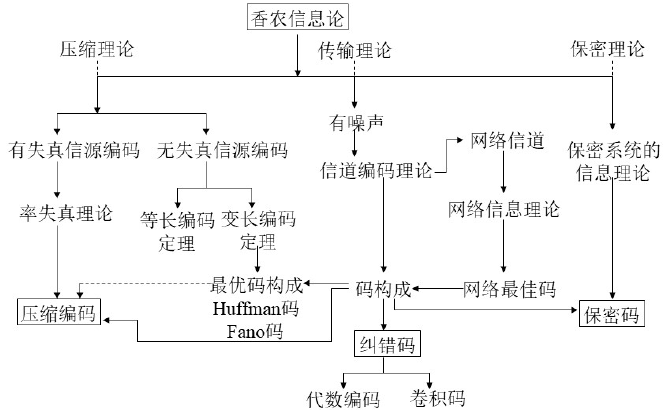 香农信息论
压缩理论
传输理论
保密理论
有噪声
有失真信源编码
无失真信源编码
信道编码理论
网络信道
保密系统的
信息理论
率失真理论
等长编码
定理
变长编码
定理
网络信息理论
最优码构成
Huffman码
Fano码
码构成
网络最佳码
压缩编码
保密码
纠错码
代数编码
卷积码